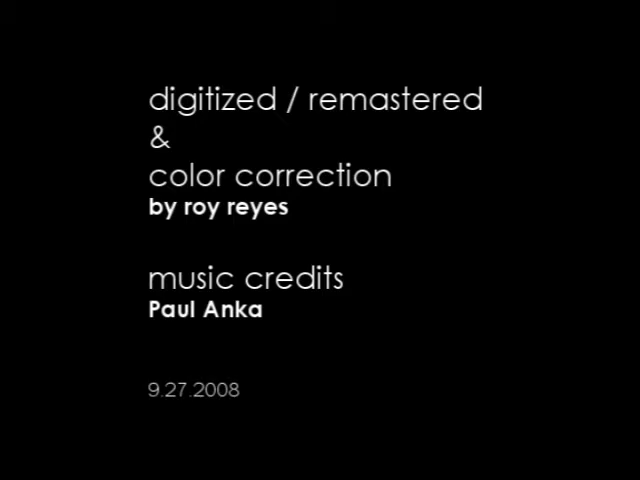 digitized / remastered
&
color correction
by roy reyes
music credits
Paul Anka
9.27.2008